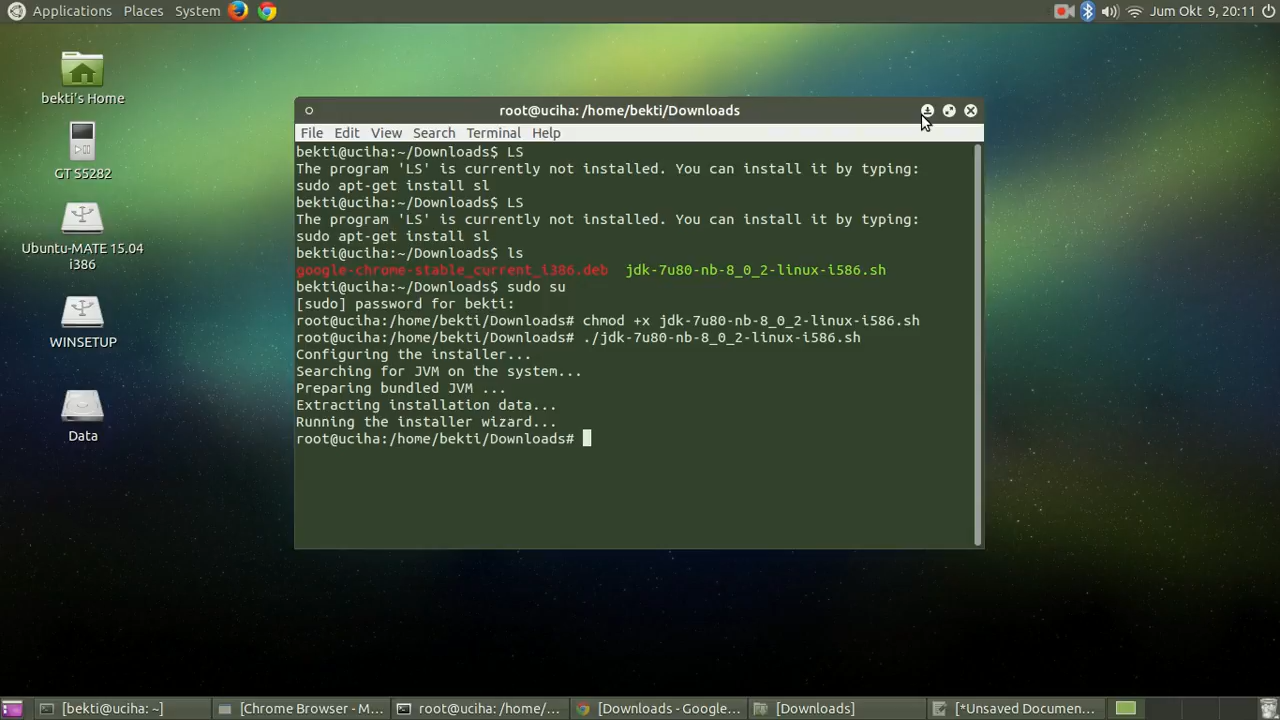 Applications Places System
Jum Okt 9, 20:11
bekti's Home
GT S5282
Ubuntu-MATE 15.04
i386
WINSETUP
Data
root@uciha: /home/bekti/Downloads
File Edit View Search Terminal Help
bekti@uciha:~/Downloads$ LS
The program 'LS' is currently not installed. You can install it by typing:
sudo apt-get install sl
bekti@uciha:~/Downloads$ LS
The program 'LS' is currently not installed. You can install it by typing:
sudo apt-get install sl
bekti@uciha:~/Downloads$ ls
google-chrome-stable_current_i386.deb jdk-7u80-nb-8_0_2-linux-i586.sh
bekti@uciha:~/Downloads$ sudo su
[sudo] password for bekti:
root@uciha:/home/bekti/Downloads# chmod +x jdk-7u80-nb-8_0_2-linux-i586.sh
root@uciha:/home/bekti/Downloads# ./jdk-7u80-nb-8_0_2-linux-i586.sh
Configuring the installer...
Searching for JVM on the system...
Preparing bundled JVM ...
Extracting installation data...
Running the installer wizard...
root@uciha:/home/bekti/Downloads#
[bekti@uciha: ~] [Chrome Browser - M... root@uciha: /home/... [Downloads - Google... [Downloads] [*Unsaved Documen...